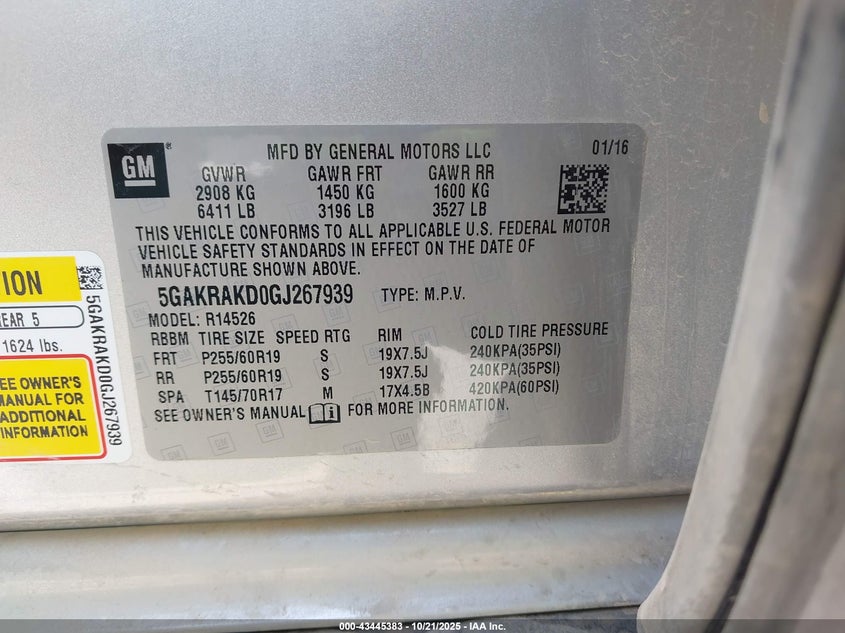 GM
®
MFD BY GENERAL MOTORS LLC
01/16
GVWR GAWR FRT GAWR RR
2908 KG 1450 KG 1600 KG
6411 LB 3196 LB 3527 LB
THIS VEHICLE CONFORMS TO ALL APPLICABLE U.S. FEDERAL MOTOR
VEHICLE SAFETY STANDARDS IN EFFECT ON THE DATE OF
MANUFACTURE SHOWN ABOVE.
5GAKRAKD0GJ267939 TYPE: M.P.V.
MODEL: R14526
RBBM TIRE SIZE SPEED RTG RIM COLD TIRE PRESSURE
FRT P255/60R19 S 19X7.5J 240KPA(35PSI)
RR P255/60R19 S 19X7.5J 240KPA(35PSI)
SPA T145/70R17 M 17X4.5B 420KPA(60PSI)
SEE OWNER'S MANUAL FOR MORE INFORMATION.
EAR 5
1624 lbs.
EE OWNER'S
MANUAL FOR
ADDITIONAL
INFORMATION
5GAKRAKD0GJ267939
000-43445383 - 10/21/2025 - IAA Inc.